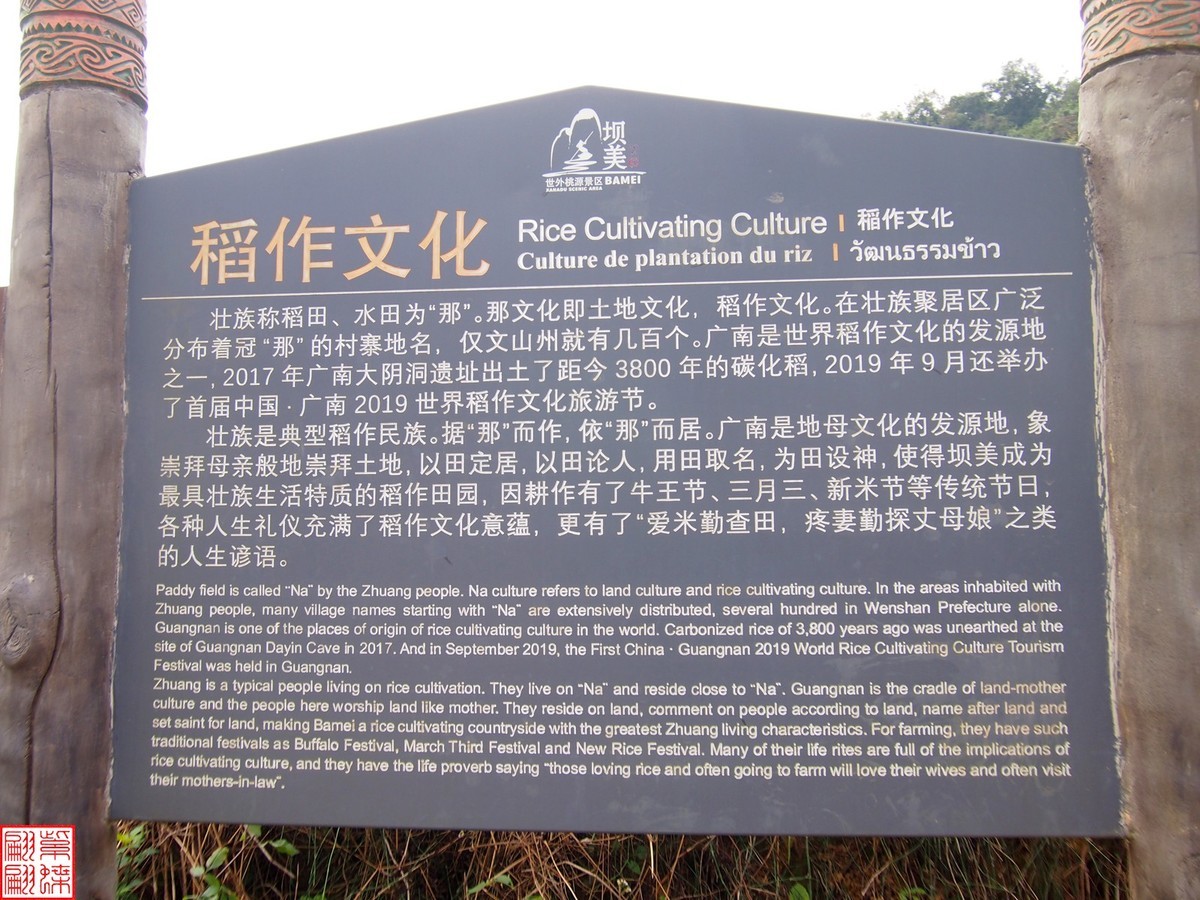 坝美
世外桃源景区 BAMEI
稻作文化
Rice Cultivating Culture | 稲作文化
Culture de plantation du riz | วัฒนธรรมข้าว
壮族称稻田、水田为“那”。那文化即土地文化，稻作文化。在壮族聚居区广泛
分布着冠“那”的村寨地名，仅文山州就有几百个。广南是世界稻作文化的发源地
之一，2017年广南大阴洞遗址出土了距今3800年的碳化稻，2019年9月还举办
了首届中国·广南2019世界稻作文化旅游节。
壮族是典型稻作民族。据“那”而作，依“那”而居。广南是地母文化的发源地，象
崇拜母亲般地崇拜土地，以田定居，以田论人，用田取名，为田设神，使得坝美成为
最具壮族生活特质的稻作田园，因耕作有了牛王节、三月三、新米节等传统节日，
各种人生礼仪充满了稻作文化意蕴，更有了“爱米勤查田，疼妻勤探丈母娘”之类
的人生谚语。
Paddy field is called “Na” by the Zhuang people. Na culture refers to land culture and rice cultivating culture. In the areas inhabited with
Zhuang people, many village names starting with “Na” are extensively distributed, several hundred in Wenshan Prefecture alone.
Guangnan is one of the places of origin of rice cultivating culture in the world. Carbonized rice of 3,800 years ago was unearthed at the
site of Guangnan Dayin Cave in 2017. And in September 2019, the First China · Guangnan 2019 World Rice Cultivating Culture Tourism
Festival was held in Guangnan.
Zhuang is a typical people living on rice cultivation. They live on “Na” and reside close to “Na”. Guangnan is the cradle of land-mother
culture and the people here worship land like mother. They reside on land, comment on people according to land, name after land and
set saint for land, making Bamei a rice cultivating countryside with the greatest Zhuang living characteristics. For farming, they have such
traditional festivals as Buffalo Festival, March Third Festival and New Rice Festival. Many of their life rites are full of the implications of
rice cultivating culture, and they have the life proverb saying “those loving rice and often going to farm will love their wives and often visit
their mothers-in-law”.